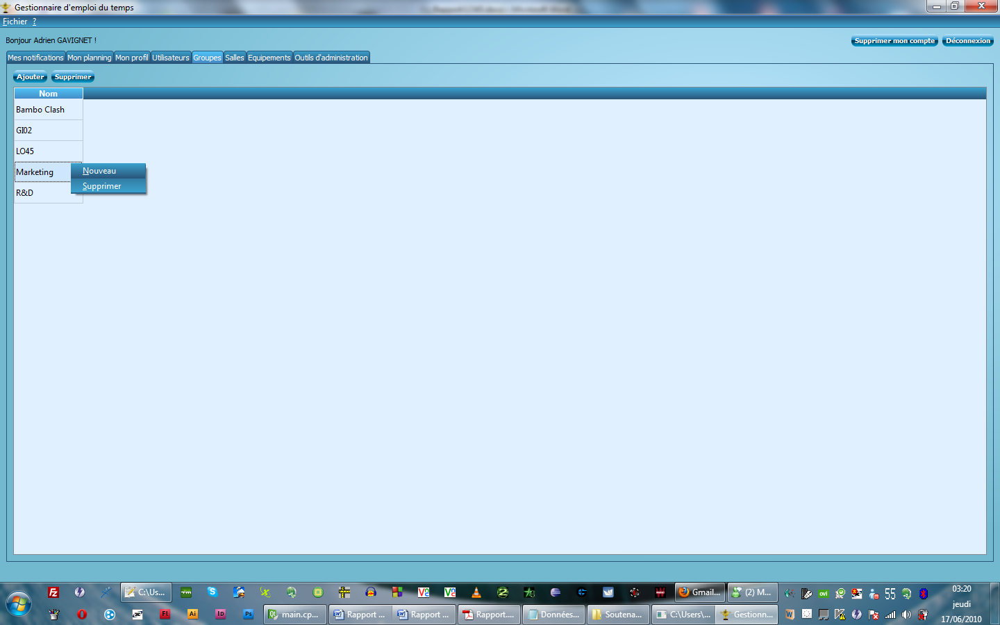 Gestionnaire d'emploi du temps
Fichier ?
Bonjour Adrien GAVIGNET !
Supprimer mon compte Déconnexion
Mes notifications Mon planning Mon profil Utilisateurs Groupes Salles Equipements Outils d'administration
Ajouter Supprimer
Nom
Bambo Clash
GI02
LO45
Marketing
Nouveau
Supprimer
R&D
C:\Us... Gmail... (2) M... 55 03:20
jeudi
main.cp... Rapport ... Rapport ... Rapport.... Données... Soutena... C:\Users\... Gestionn... 17/06/2010